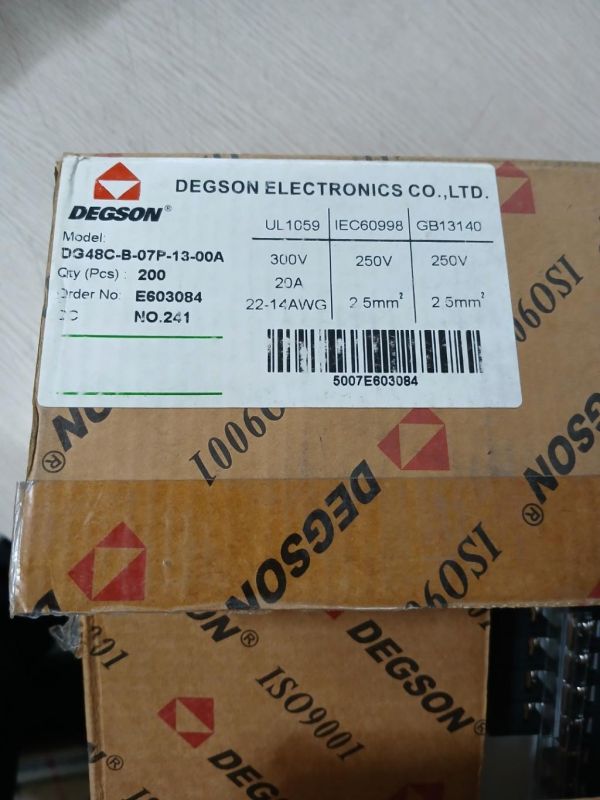 DEGSON®
DEGSON ELECTRONICS CO.,LTD.
Model:
DG48C-B-07P-13-00A
Qty (Pcs) : 200
Order No: E603084
NO.241
UL1059 IEC60998 GB13140
300V 250V 250V
20A
22-14AWG 2.5mm² 2.5mm²
5007E603084
ISO9001
DEGSON®
ISO9001
DEGSON®
ISO9001
DEGSON